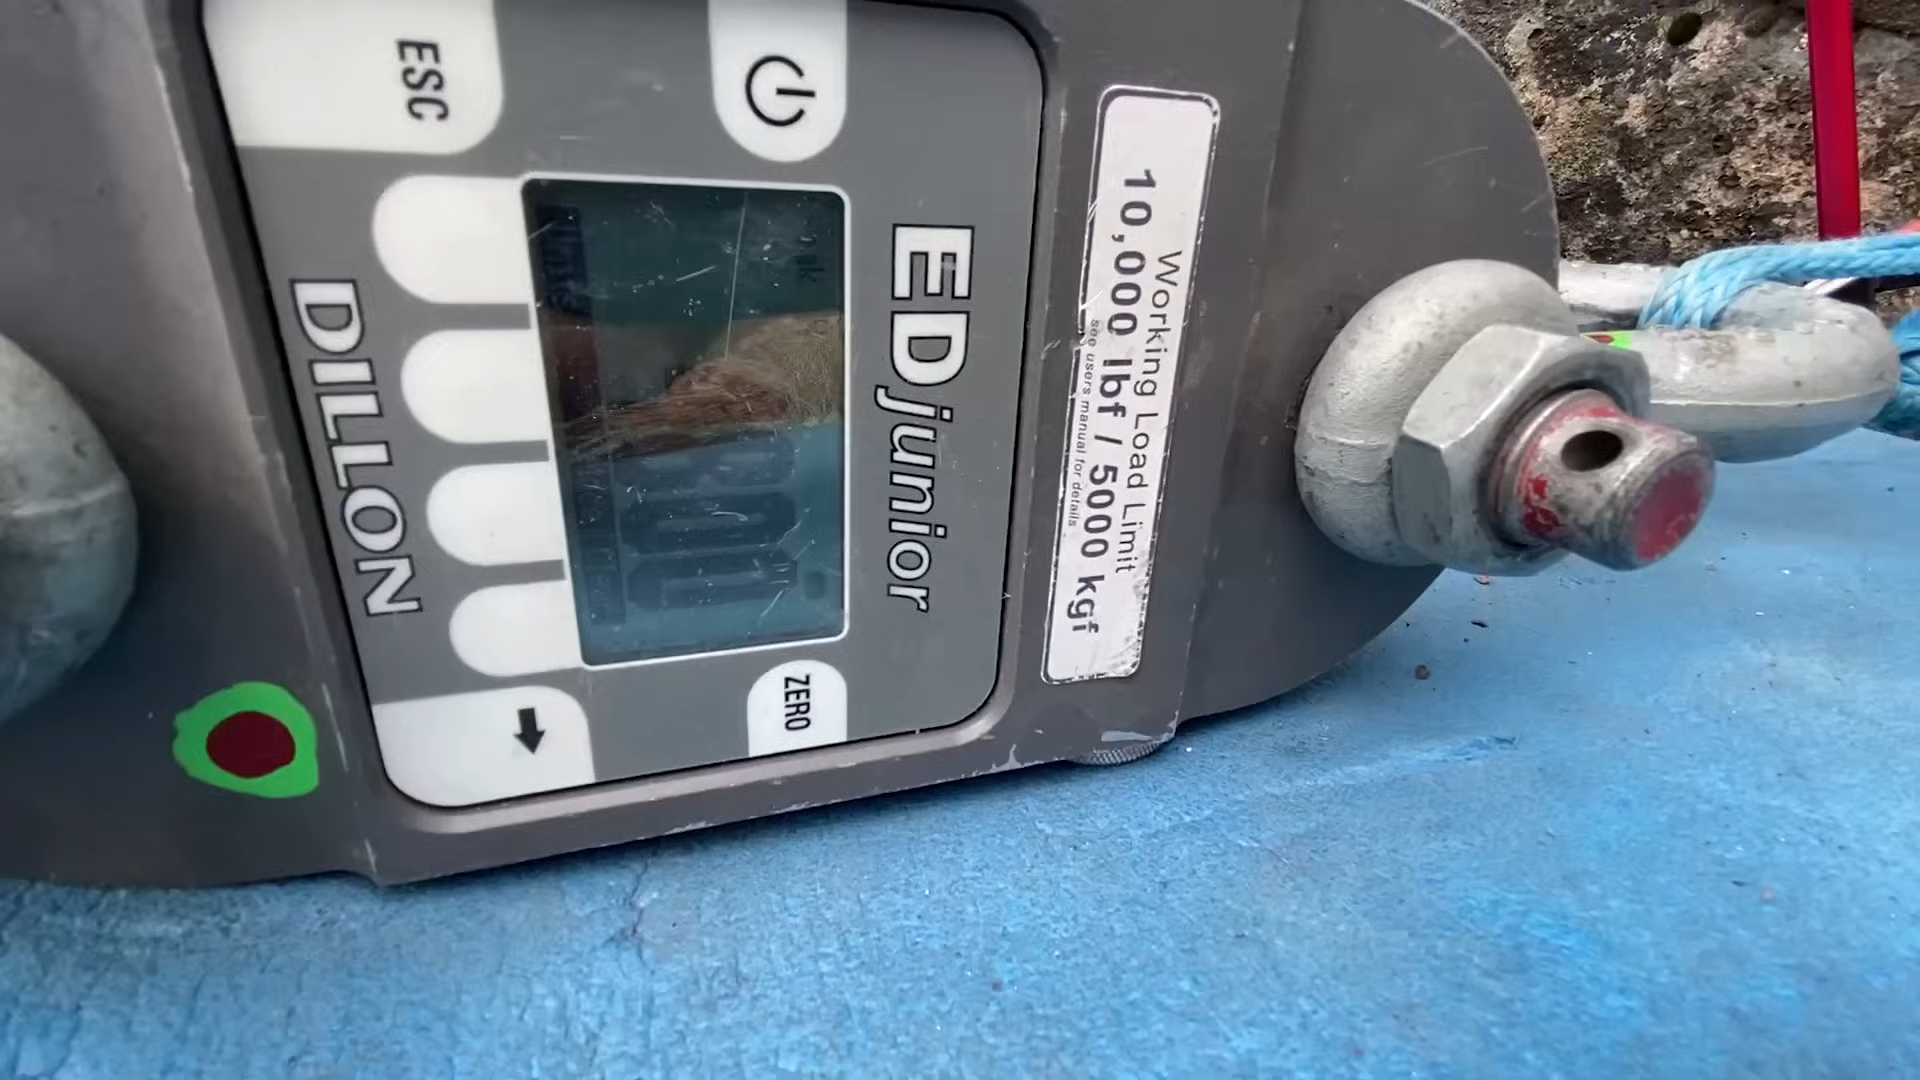 EDjunior
ESC
ZERO
DILLON
Working Load Limit
10,000 lbf / 5000 kgf
see users manual for details